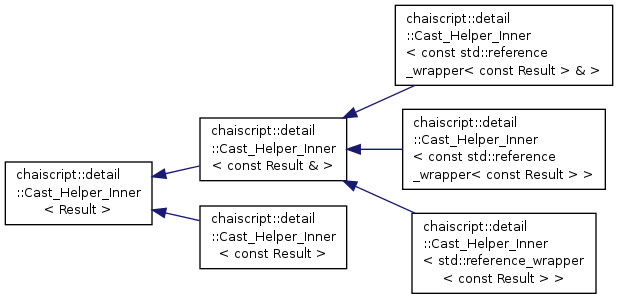 chaiscript::detail
::Cast_Helper_Inner
< const std::reference
_wrapper< const Result > & >
chaiscript::detail
::Cast_Helper_Inner
< const Result & >
chaiscript::detail
::Cast_Helper_Inner
< const std::reference
_wrapper< const Result > >
chaiscript::detail
::Cast_Helper_Inner
< Result >
chaiscript::detail
::Cast_Helper_Inner
< const Result >
chaiscript::detail
::Cast_Helper_Inner
< std::reference_wrapper
< const Result > >